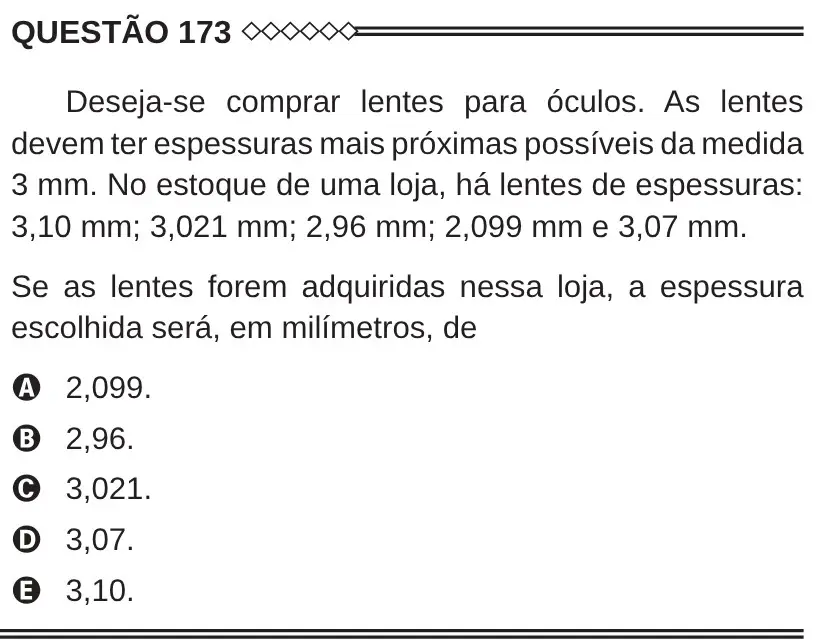 QUESTÃO 173
Deseja-se comprar lentes para óculos. As lentes
devem ter espessuras mais próximas possíveis da medida
3 mm. No estoque de uma loja, há lentes de espessuras:
3,10 mm; 3,021 mm; 2,96 mm; 2,099 mm e 3,07 mm.
Se as lentes forem adquiridas nessa loja, a espessura
escolhida será, em milímetros, de
A 2,099.
B 2,96.
C 3,021.
D 3,07.
E 3,10.